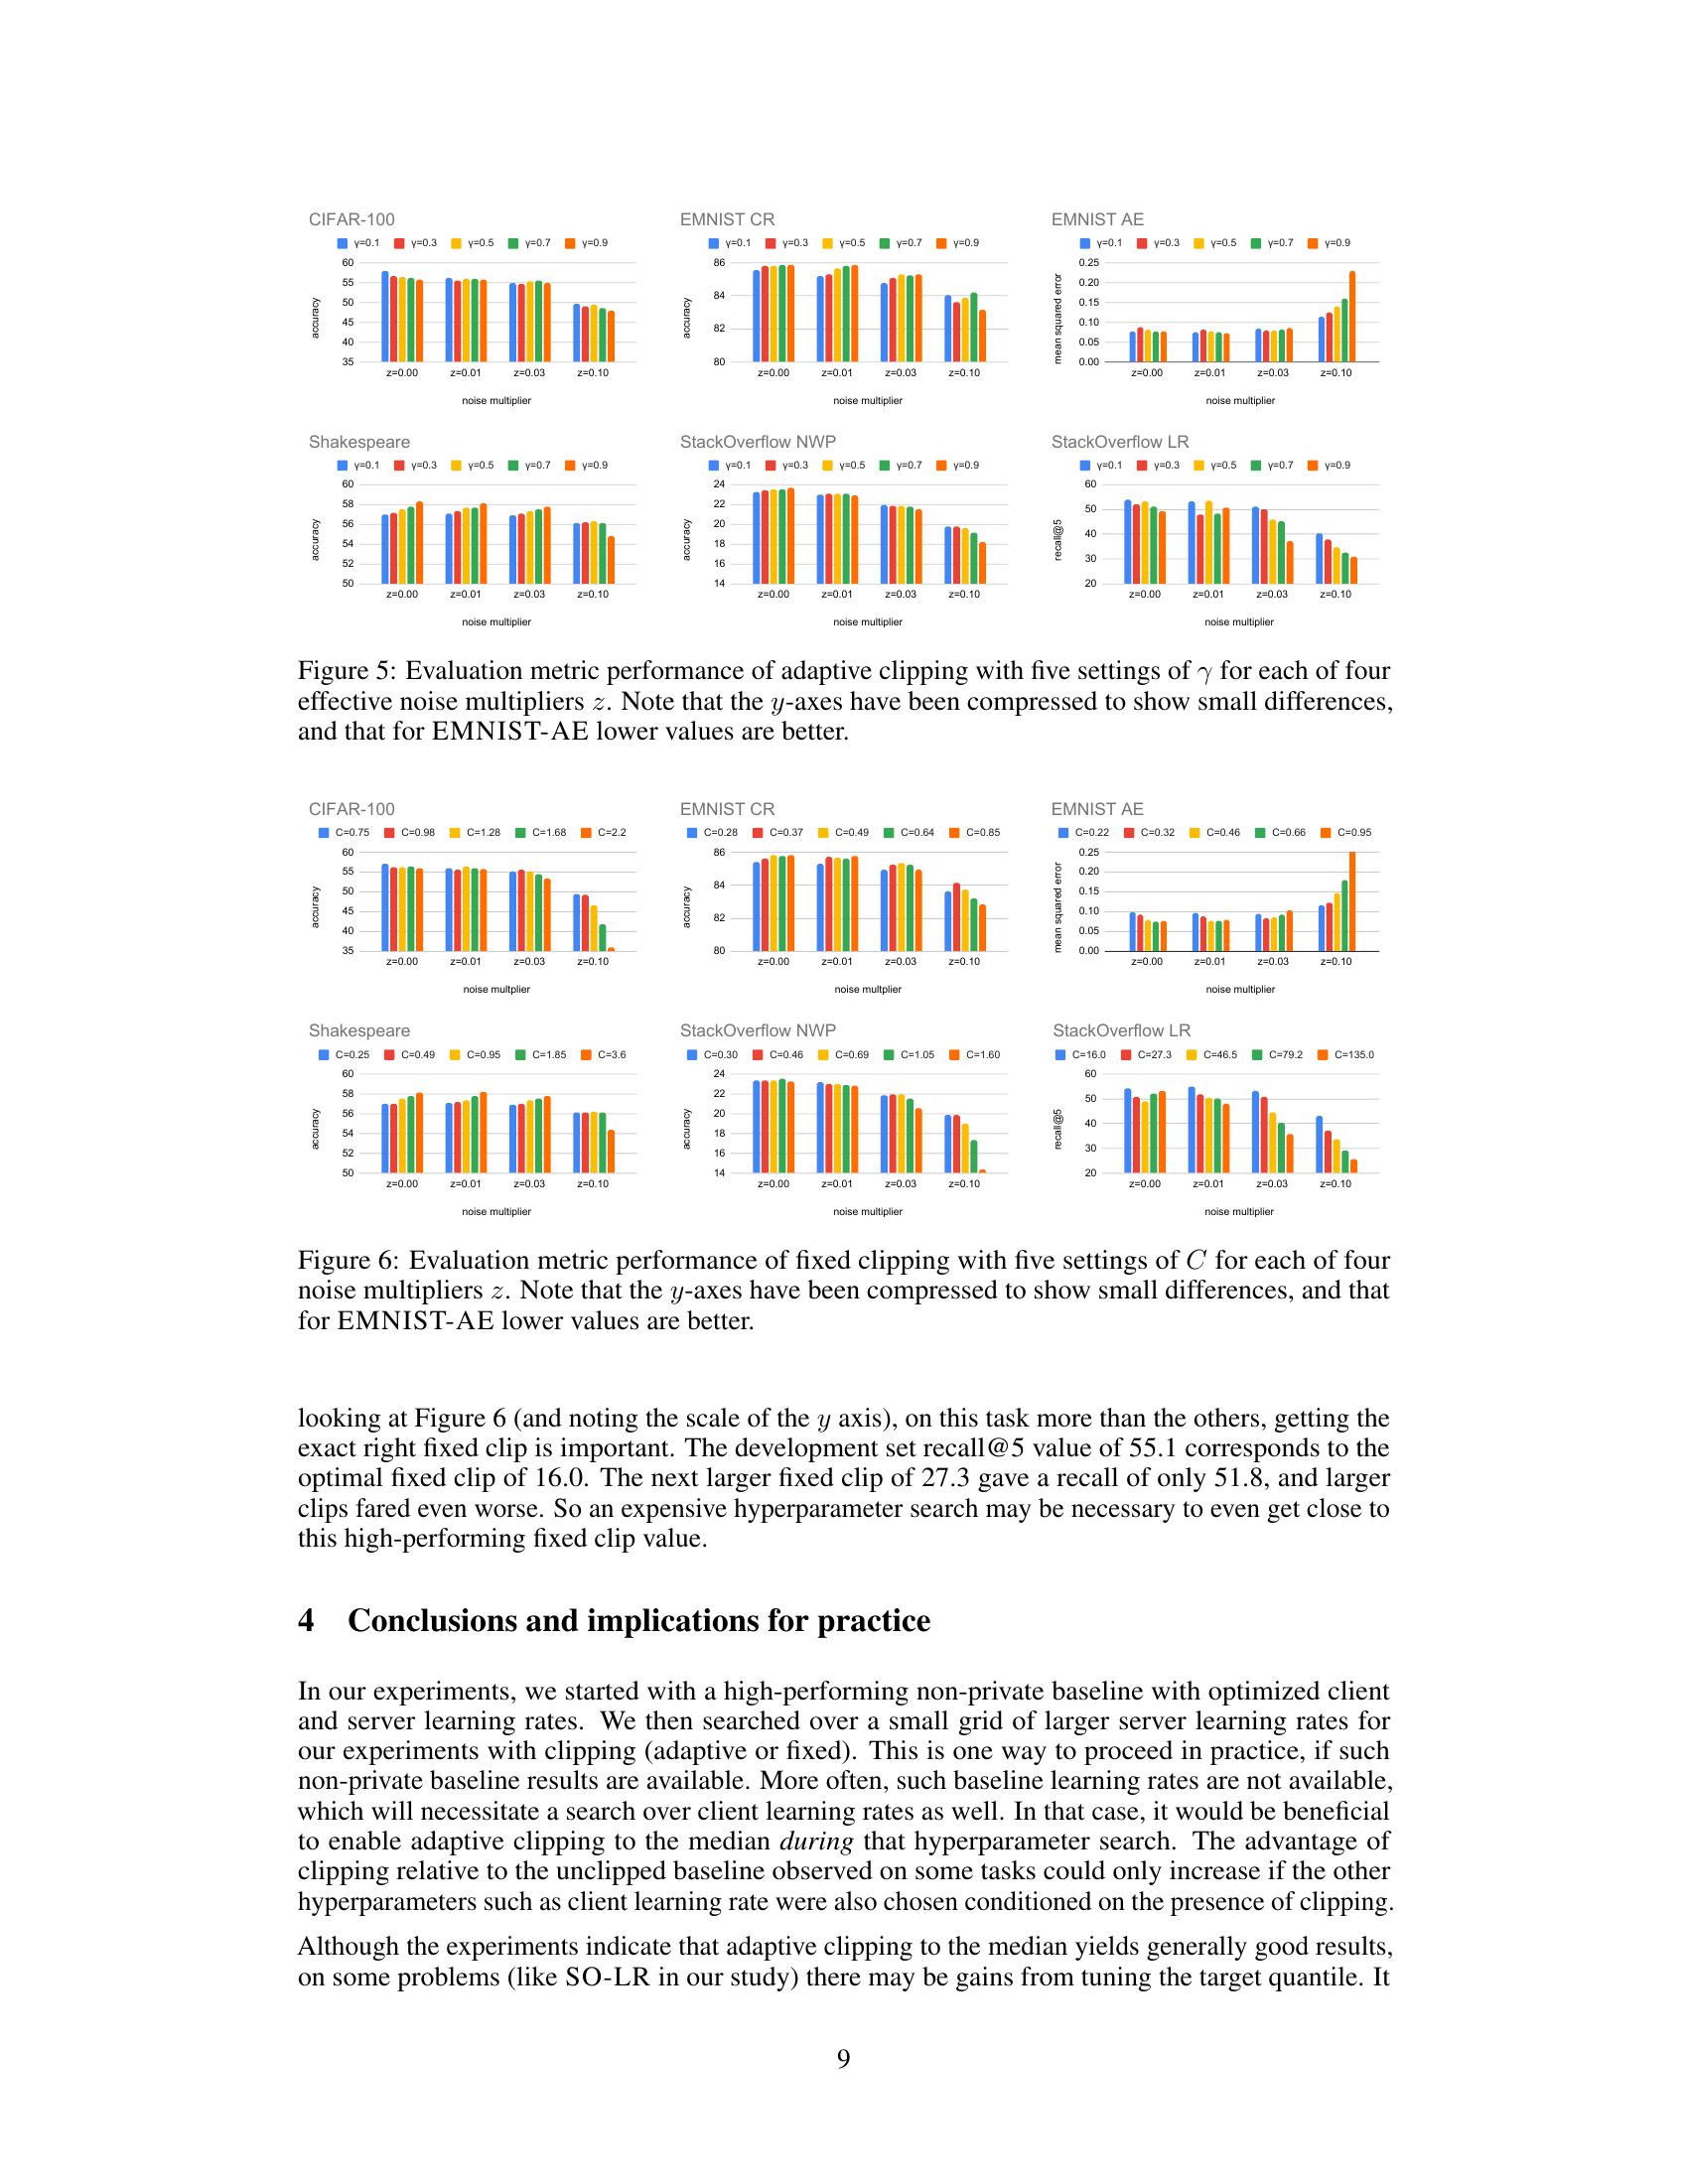 CIFAR-100
γ=0.1 γ=0.3 γ=0.5 γ=0.7 γ=0.9
accuracy
60
55
50
45
40
35
z=0.00 z=0.01 z=0.03 z=0.10
noise multiplier
EMNIST CR
γ=0.1 γ=0.3 γ=0.5 γ=0.7 γ=0.9
accuracy
86
84
82
80
z=0.00 z=0.01 z=0.03 z=0.10
noise multiplier
EMNIST AE
γ=0.1 γ=0.3 γ=0.5 γ=0.7 γ=0.9
mean squared error
0.25
0.20
0.15
0.10
0.05
0.00
z=0.00 z=0.01 z=0.03 z=0.10
noise multiplier
Shakespeare
γ=0.1 γ=0.3 γ=0.5 γ=0.7 γ=0.9
accuracy
60
58
56
54
52
50
z=0.00 z=0.01 z=0.03 z=0.10
noise multiplier
StackOverflow NWP
γ=0.1 γ=0.3 γ=0.5 γ=0.7 γ=0.9
accuracy
24
22
20
18
16
14
z=0.00 z=0.01 z=0.03 z=0.10
noise multiplier
StackOverflow LR
γ=0.1 γ=0.3 γ=0.5 γ=0.7 γ=0.9
recall@5
60
50
40
30
20
z=0.00 z=0.01 z=0.03 z=0.10
noise multiplier
Figure 5: Evaluation metric performance of adaptive clipping with five settings of γ for each of four
effective noise multipliers z. Note that the y-axes have been compressed to show small differences,
and that for EMNIST-AE lower values are better.
CIFAR-100
C=0.75 C=0.98 C=1.28 C=1.68 C=2.2
accuracy
60
55
50
45
40
35
z=0.00 z=0.01 z=0.03 z=0.10
noise multplier
EMNIST CR
C=0.28 C=0.37 C=0.49 C=0.64 C=0.85
accuracy
86
84
82
80
z=0.00 z=0.01 z=0.03 z=0.10
noise multplier
EMNIST AE
C=0.22 C=0.32 C=0.46 C=0.66 C=0.95
mean squared error
0.25
0.20
0.15
0.10
0.05
0.00
z=0.00 z=0.01 z=0.03 z=0.10
noise multiplier
Shakespeare
C=0.25 C=0.49 C=0.95 C=1.85 C=3.6
accuracy
60
58
56
54
52
50
z=0.00 z=0.01 z=0.03 z=0.10
noise multiplier
StackOverflow NWP
C=0.30 C=0.46 C=0.69 C=1.05 C=1.60
accuracy
24
22
20
18
16
14
z=0.00 z=0.01 z=0.03 z=0.10
noise multiplier
StackOverflow LR
C=16.0 C=27.3 C=46.5 C=79.2 C=135.0
recall@5
60
50
40
30
20
z=0.00 z=0.01 z=0.03 z=0.10
noise multiplier
Figure 6: Evaluation metric performance of fixed clipping with five settings of C for each of four
noise multipliers z. Note that the y-axes have been compressed to show small differences, and that
for EMNIST-AE lower values are better.
looking at Figure 6 (and noting the scale of the y axis), on this task more than the others, getting the
exact right fixed clip is important. The development set recall@5 value of 55.1 corresponds to the
optimal fixed clip of 16.0. The next larger fixed clip of 27.3 gave a recall of only 51.8, and larger
clips fared even worse. So an expensive hyperparameter search may be necessary to even get close to
this high-performing fixed clip value.
4 Conclusions and implications for practice
In our experiments, we started with a high-performing non-private baseline with optimized client
and server learning rates. We then searched over a small grid of larger server learning rates for
our experiments with clipping (adaptive or fixed). This is one way to proceed in practice, if such
non-private baseline results are available. More often, such baseline learning rates are not available,
which will necessitate a search over client learning rates as well. In that case, it would be beneficial
to enable adaptive clipping to the median during that hyperparameter search. The advantage of
clipping relative to the unclipped baseline observed on some tasks could only increase if the other
hyperparameters such as client learning rate were also chosen conditioned on the presence of clipping.
Although the experiments indicate that adaptive clipping to the median yields generally good results,
on some problems (like SO-LR in our study) there may be gains from tuning the target quantile. It
9